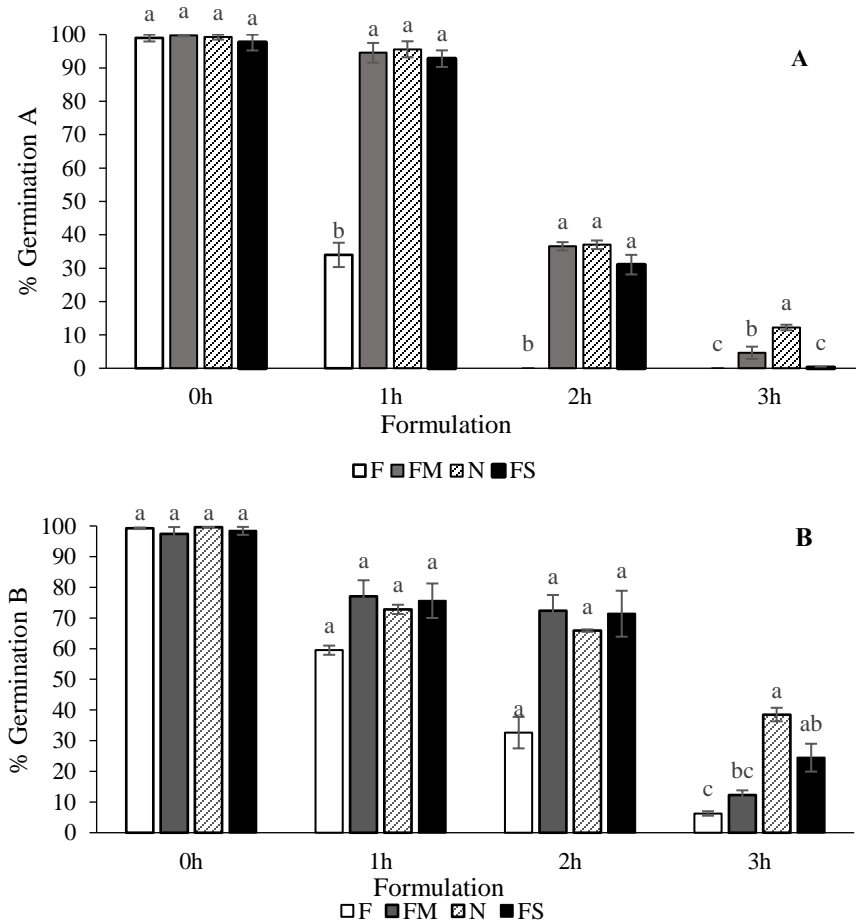 a a a a
100
90
80
70
60
50
40
30
20
10
0
% Germination A
A
b a a a
b a a a
c b a c
0h 1h 2h 3h
Formulation
F FM N FS
100
90
80
70
60
50
40
30
20
10
0
% Germination B
B
a a a a
a a a a
a a a a
c bc a ab
0h 1h 2h 3h
Formulation
F FM N FS